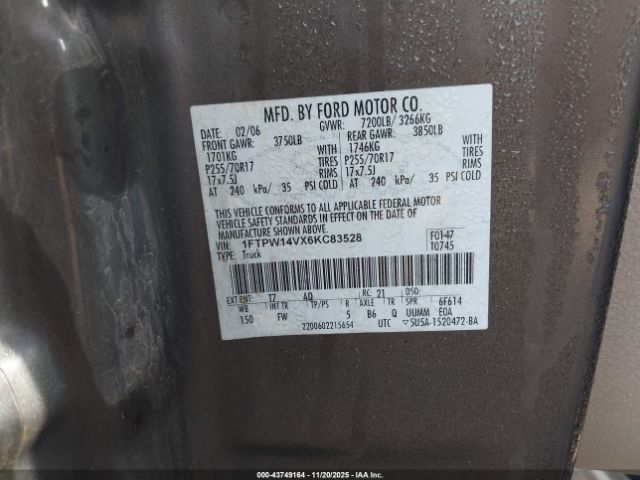 MFD. BY FORD MOTOR CO.
DATE: 02/06 GVWR: 7200LB/ 3266KG
FRONT GAWR: 3750LB REAR GAWR: 3850LB
1701KG WITH 1746KG WITH
P255/70R17 TIRES P255/70R17 TIRES
17x7.5J RIMS 17x7.5J RIMS
AT 240 kPa/ 35 PSI COLD AT 240 kPa/ 35 PSI COLD
THIS VEHICLE CONFORMS TO ALL APPLICABLE FEDERAL MOTOR
VEHICLE SAFETY STANDARDS IN EFFECT ON THE DATE OF
MANUFACTURE SHOWN ABOVE.
VIN: 1FTPW14VX6KC83528 F0147
TYPE: Truck T0745
EXT PNT: T7 AQ RC: 21 DSO:
WB INT TR TP/PS R AXLE TR SPR 6F614
150 FW 5 B6 Q UUMM E0A
2200602215654 UTC ▽5U5A-1520472-BA
000-43749164 - 11/20/2025 - IAA Inc.